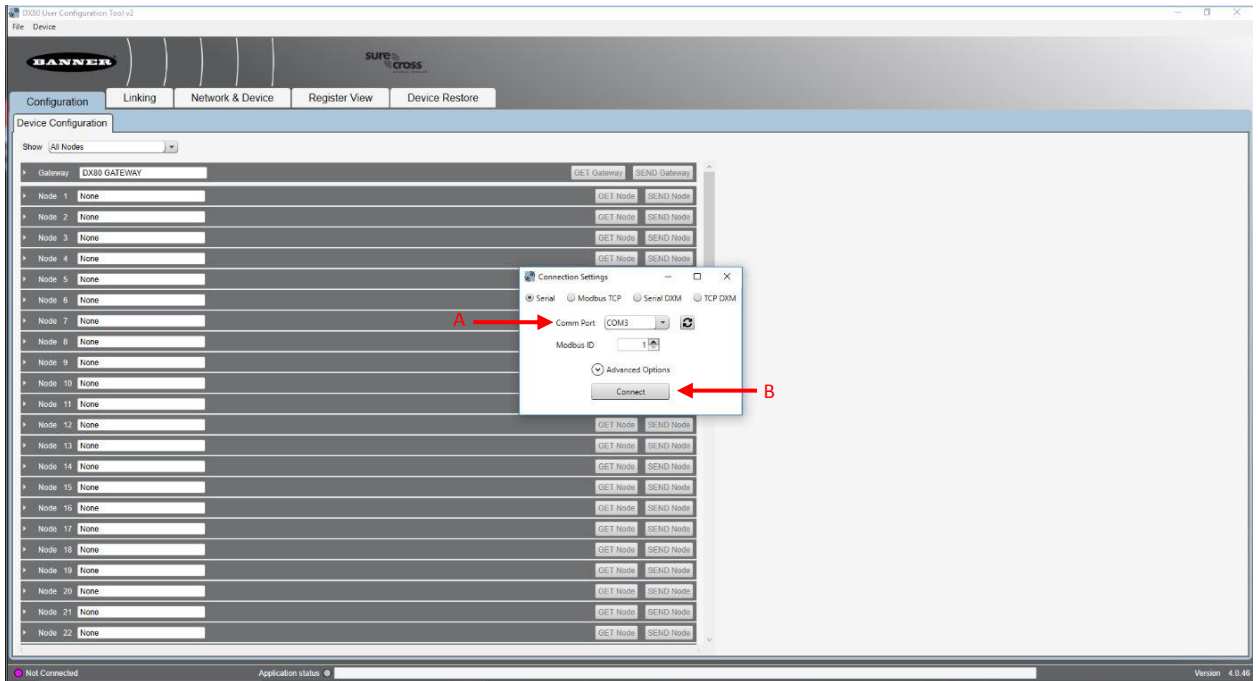 DX80 User Configuration Tool v2
File Device
BANNER
sure cross
Configuration Linking Network & Device Register View Device Restore
Device Configuration
Show All Nodes
Gateway DX80 GATEWAY GET Gateway SEND Gateway
Node 1 None GET Node SEND Node
Node 2 None GET Node SEND Node
Node 3 None GET Node SEND Node
Node 4 None GET Node SEND Node
Node 5 None
Node 6 None
Node 7 None
Node 8 None
Node 9 None
Node 10 None
Node 11 None
Connection Settings
Serial Modbus TCP Serial DXM TCP DXM
A Comm Port COM3
Modbus ID 1
Advanced Options
Connect B
Node 12 None GET Node SEND Node
Node 13 None GET Node SEND Node
Node 14 None GET Node SEND Node
Node 15 None GET Node SEND Node
Node 16 None GET Node SEND Node
Node 17 None GET Node SEND Node
Node 18 None GET Node SEND Node
Node 19 None GET Node SEND Node
Node 20 None GET Node SEND Node
Node 21 None GET Node SEND Node
Node 22 None GET Node SEND Node
Not Connected Application status Version 4.0.46